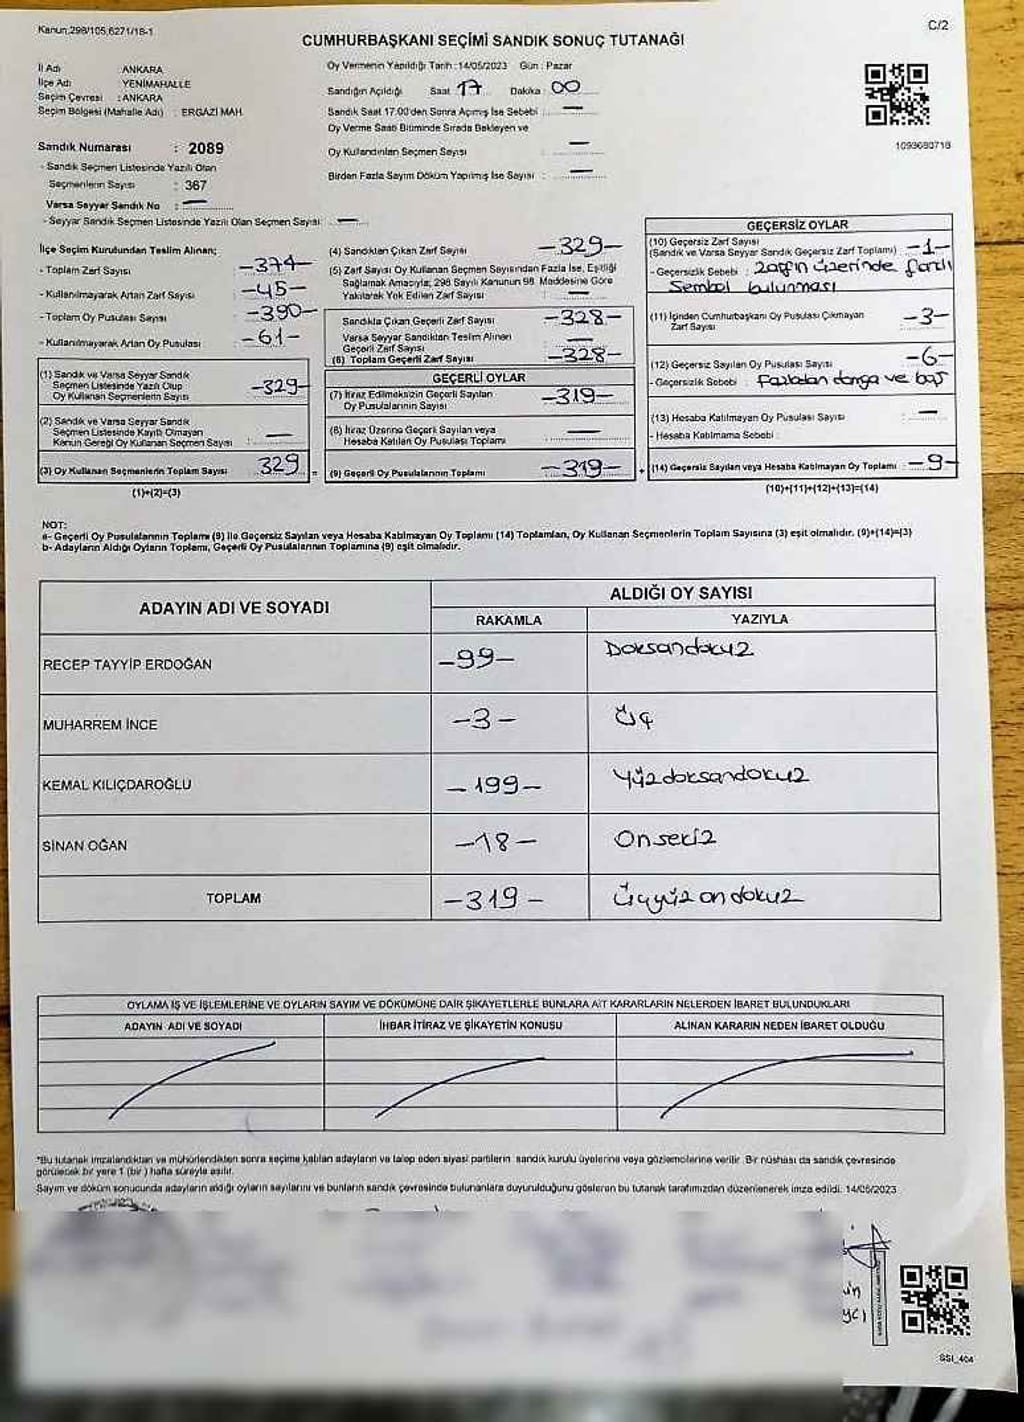 Kanun:298/105,6271/18-1
C/2
CUMHURBAŞKANI SEÇİMİ SANDIK SONUÇ TUTANAĞI
İl Adı ANKARA
İlçe Adı YENİMAHALLE
Seçim Çevresi : ANKARA
Seçim Bölgesi (Mahalle Adı) : ERGAZİ MAH.
Oy Vermenin Yapıldığı Tarih :14/05/2023 Gün : Pazar
Sandığın Açıldığı Saat 17 Dakika 00
Sandık Saat 17.00'den Sonra Açımış İse Sebebi : —
Oy Verme Saati Bitiminde Sırada Bekleyen ve
Oy Kullandırılan Seçmen Sayısı : —
Birden Fazla Sayım Döküm Yapılmış İse Sayısı : —
1093680718
Sandık Numarası : 2089
- Sandık Seçmen Listesinde Yazılı Olan
Seçmenlerin Sayısı : 367
Varsa Seyyar Sandık No : —
- Seyyar Sandık Seçmen Listesinde Yazılı Olan Seçmen Sayısı: —
İlçe Seçim Kurulundan Teslim Alınan;
- Toplam Zarf Sayısı -374-
- Kullanılmayarak Artan Zarf Sayısı -45-
- Toplam Oy Pusulası Sayısı -390-
- Kullanılmayarak Artan Oy Pusulası -61-
(1) Sandık ve Varsa Seyyar Sandık
Seçmen Listesinde Yazılı Olup
Oy Kullanan Seçmenlerin Sayısı -329-
(2) Sandık ve Varsa Seyyar Sandık
Seçmen Listesinde Kayıtlı Olmayan
Kanun Gereği Oy Kullanan Seçmen Sayısı : —
(3) Oy Kullanan Seçmenlerin Toplam Sayısı 329
(1)+(2)=(3)
(4) Sandıktan Çıkan Zarf Sayısı -329-
(5) Zarf Sayısı Oy Kullanan Seçmen Sayısından Fazla İse, Eşitliği
Sağlamak Amacıyla; 298 Sayılı Kanunun 98. Maddesine Göre
Yakılarak Yok Edilen Zarf Sayısı : —
Sandıkta Çıkan Geçerli Zarf Sayısı -328-
Varsa Seyyar Sandıktan Teslim Alınan
Geçerli Zarf Sayısı —
(6) Toplam Geçerli Zarf Sayısı -328-
GEÇERLİ OYLAR
(7) İtiraz Edilmeksizin Geçerli Sayılan
Oy Pusulalarının Sayısı -319-
(8) İtiraz Üzerine Geçerli Sayılan veya
Hesaba Katılan Oy Pusulası Toplamı —
(9) Geçerli Oy Pusulalarının Toplamı -319-
GEÇERSİZ OYLAR
(10) Geçersiz Zarf Sayısı
(Sandık ve Varsa Seyyar Sandık Geçersiz Zarf Toplamı) -1-
- Geçersizlik Sebebi : zarfın üzerinde farklı
sembol bulunması
(11) İçinden Cumhurbaşkanı Oy Pusulası Çıkmayan
Zarf Sayısı -3-
(12) Geçersiz Sayılan Oy Pusulası Sayısı -6-
- Geçersizlik Sebebi : Fazladan damga ve boş
(13) Hesaba Katılmayan Oy Pusulası Sayısı : —
- Hesaba Katılmama Sebebi :
(14) Geçersiz Sayılan veya Hesaba Katılmayan Oy Toplamı : -9-
(10)+(11)+(12)+(13)=(14)
NOT:
a- Geçerli Oy Pusulalarının Toplamı (9) ile Geçersiz Sayılan veya Hesaba Katılmayan Oy Toplamı (14) Toplamları, Oy Kullanan Seçmenlerin Toplam Sayısına (3) eşit olmalıdır. (9)+(14)=(3)
b- Adayların Aldığı Oyların Toplamı, Geçerli Oy Pusulalarının Toplamına (9) eşit olmalıdır.
ADAYIN ADI VE SOYADI
ALDIĞI OY SAYISI
RAKAMLA YAZIYLA
RECEP TAYYİP ERDOĞAN -99- Doksandokuz
MUHARREM İNCE -3- Üç
KEMAL KILIÇDAROĞLU -199- Yüzdoksandokuz
SİNAN OĞAN -18- Onsekiz
TOPLAM -319- Üçyüzondokuz
OYLAMA İŞ VE İŞLEMLERİNE VE OYLARIN SAYIM VE DÖKÜMÜNE DAİR ŞİKAYETLERLE BUNLARA AİT KARARLARIN NELERDEN İBARET BULUNDUKLARI
ADAYIN ADI VE SOYADI İHBAR İTİRAZ VE ŞİKAYETİN KONUSU ALINAN KARARIN NEDEN İBARET OLDUĞU
*Bu tutanak imzalandıktan ve mühürlendikten sonra seçime katılan adayların ve talep eden siyasi partilerin sandık kurulu üyelerine veya gözlemcilerine verilir. Bir nüshası da sandık çevresinde
görülecek bir yere 1 (bir) hafta süreyle asılır.
Sayım ve döküm sonucunda adayların aldığı oyların sayılarını ve bunların sandık çevresinde bulunanlara duyurulduğunu gösteren bu tutanak tarafımızdan düzenlenerek imza edildi. 14/05/2023
SSİ_404